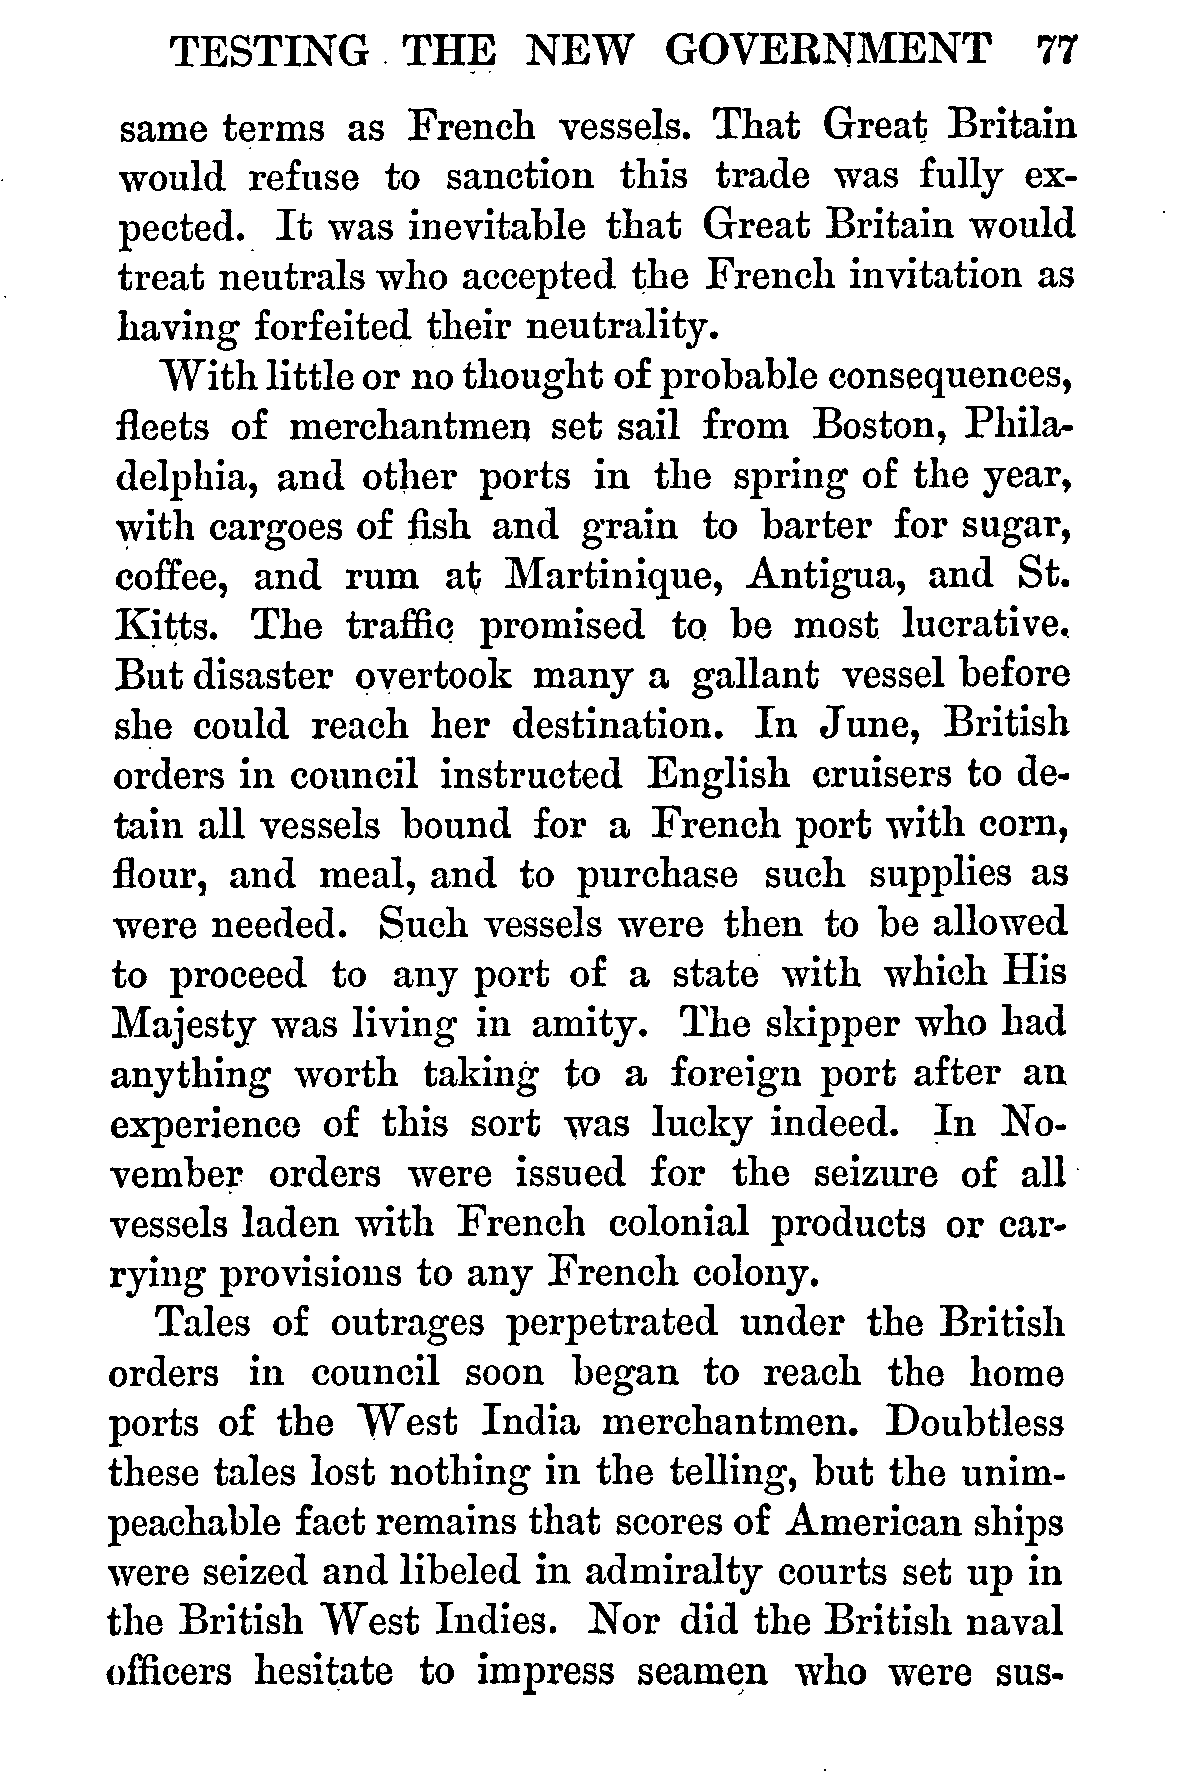 TESTING THE NEW GOVERNMENT 77
same terms as French vessels. That Great Britain
would refuse to sanction this trade was fully ex-
pected. It was inevitable that Great Britain would
treat neutrals who accepted the French invitation as
having forfeited their neutrality.
With little or no thought of probable consequences,
fleets of merchantmen set sail from Boston, Phila-
delphia, and other ports in the spring of the year,
with cargoes of fish and grain to barter for sugar,
coffee, and rum at Martinique, Antigua, and St.
Kitts. The traffic promised to be most lucrative.
But disaster overtook many a gallant vessel before
she could reach her destination. In June, British
orders in council instructed English cruisers to de-
tain all vessels bound for a French port with corn,
flour, and meal, and to purchase such supplies as
were needed. Such vessels were then to be allowed
to proceed to any port of a state with which His
Majesty was living in amity. The skipper who had
anything worth taking to a foreign port after an
experience of this sort was lucky indeed. In No-
vember orders were issued for the seizure of all
vessels laden with French colonial products or car-
rying provisions to any French colony.
Tales of outrages perpetrated under the British
orders in council soon began to reach the home
ports of the West India merchantmen. Doubtless
these tales lost nothing in the telling, but the unim-
peachable fact remains that scores of American ships
were seized and libeled in admiralty courts set up in
the British West Indies. Nor did the British naval
officers hesitate to impress seamen who were sus-